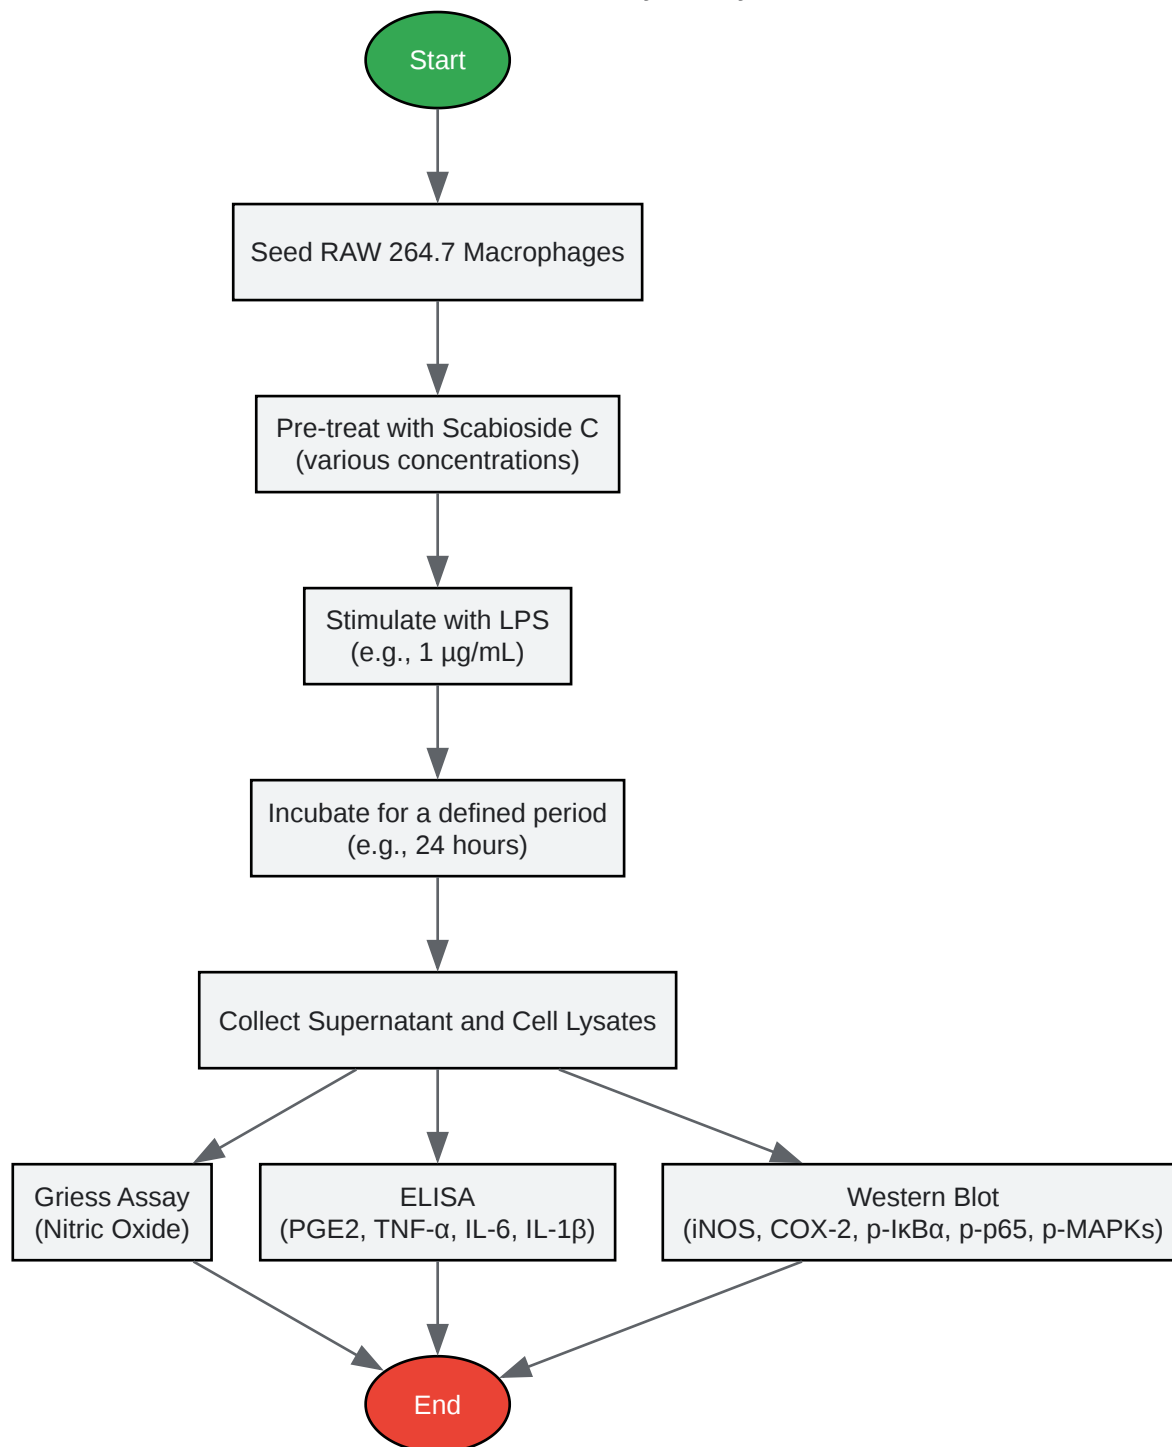 Start
Seed RAW 264.7 Macrophages
Pre-treat with Scabioside C
(various concentrations)
Stimulate with LPS
(e.g., 1 µg/mL)
Incubate for a defined period
(e.g., 24 hours)
Collect Supernatant and Cell Lysates
Griess Assay
(Nitric Oxide)
ELISA
(PGE2, TNF-α, IL-6, IL-1β)
Western Blot
(iNOS, COX-2, p-IκBα, p-p65, p-MAPKs)
End